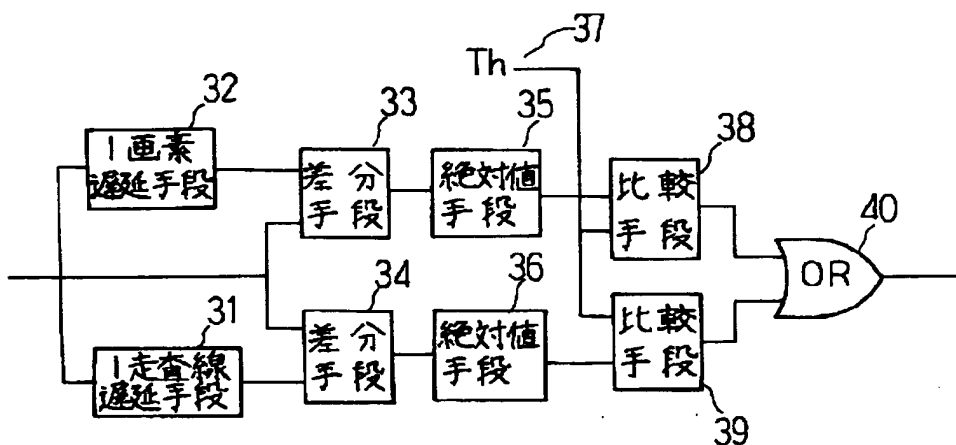 37
Th
32
33
35
38
1画素
遅延手段
差分
手段
絶対値
手段
比較
手段
40
OR
31
34
36
1走査線
遅延手段
差分
手段
絶対値
手段
比較
手段
39